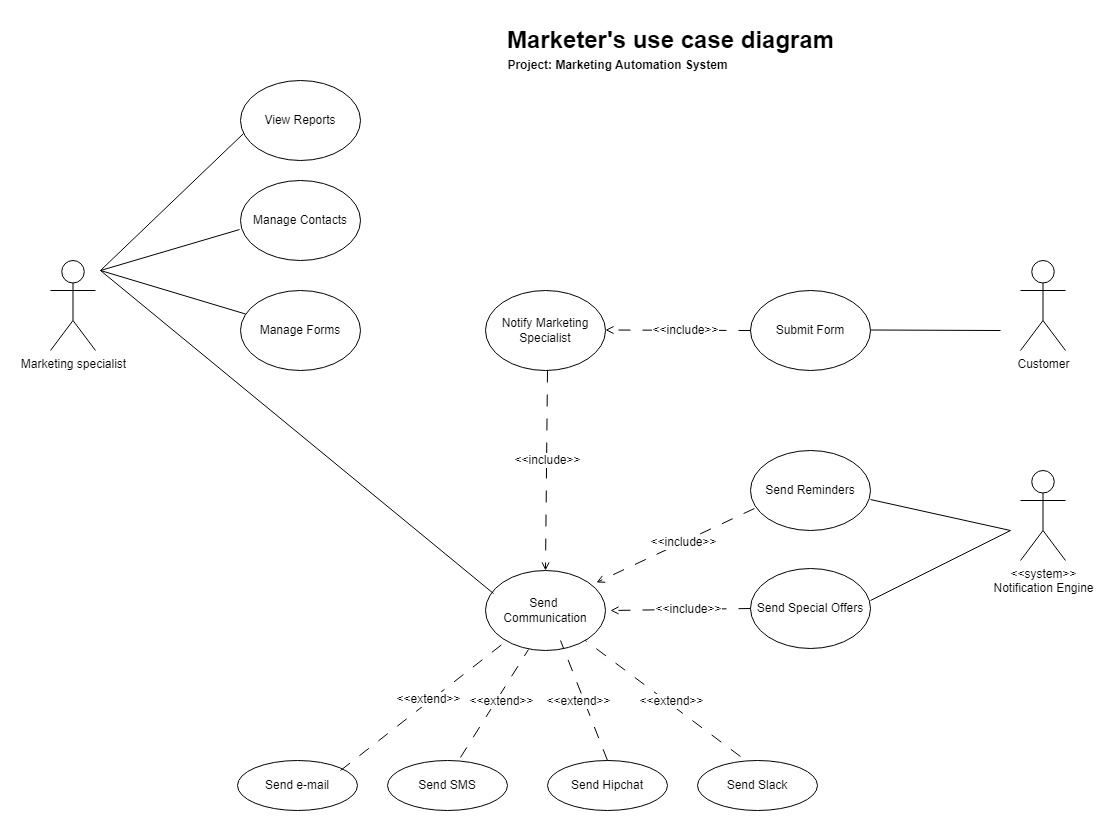 Marketer's use case diagram
Project: Marketing Automation System
View Reports
Manage Contacts
Manage Forms
Marketing specialist
Notify Marketing
Specialist
<<include>>
Submit Form
Customer
<<include>>
Send Reminders
<<include>>
<<system>>
Notification Engine
Send
Communication
<<include>>
Send Special Offers
<<extend>>
<<extend>>
<<extend>>
<<extend>>
Send e-mail
Send SMS
Send Hipchat
Send Slack